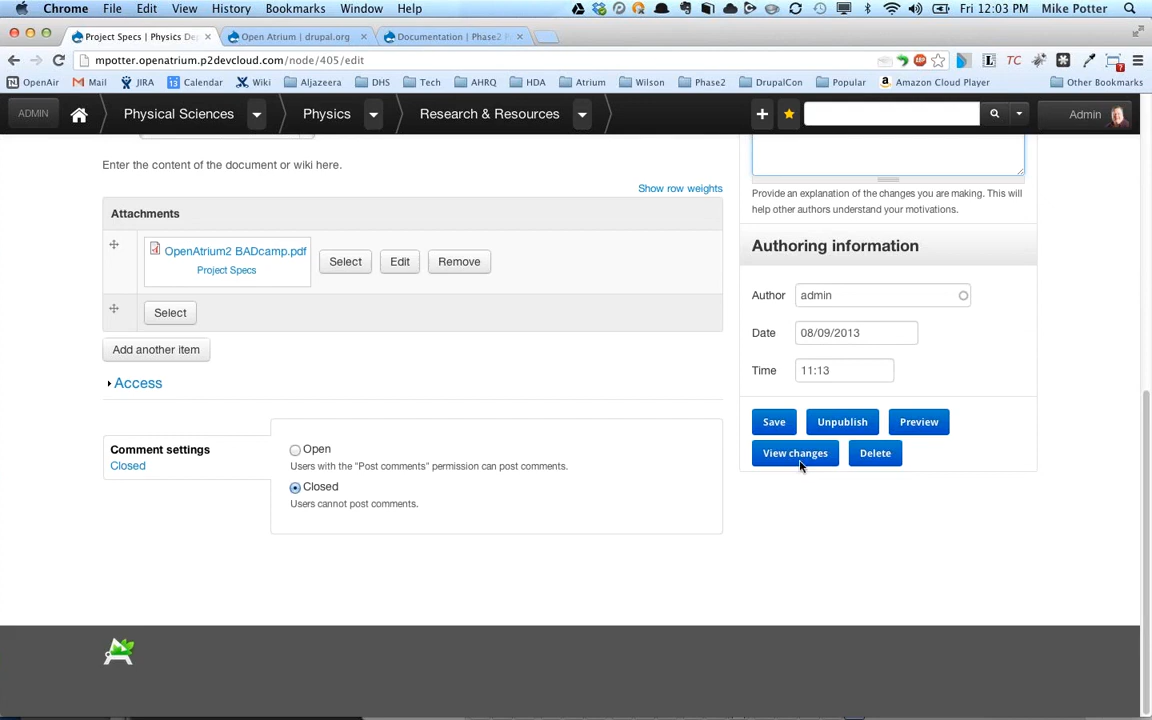 Chrome File Edit View History Bookmarks Window Help Fri 12:03 PM Mike Potter
Project Specs | Physics De Open Atrium | drupal.org Documentation | Phase2 P
mpotter.openatrium.p2devcloud.com/node/405/edit
OpenAir Mail JIRA 13 Calendar Wiki Aljazeera DHS Tech AHRQ HDA Atrium Wilson Phase2 DrupalCon Popular Amazon Cloud Player Other Bookmarks
ADMIN Physical Sciences Physics Research & Resources Admin
Enter the content of the document or wiki here.
Show row weights
Attachments
OpenAtrium2 BADcamp.pdf
Project Specs
Select Edit Remove
Select
Add another item
Access
Comment settings
Closed
Open
Users with the "Post comments" permission can post comments.
Closed
Users cannot post comments.
Provide an explanation of the changes you are making. This will
help other authors understand your motivations.
Authoring information
Author admin
Date 08/09/2013
Time 11:13
Save Unpublish Preview
View changes Delete